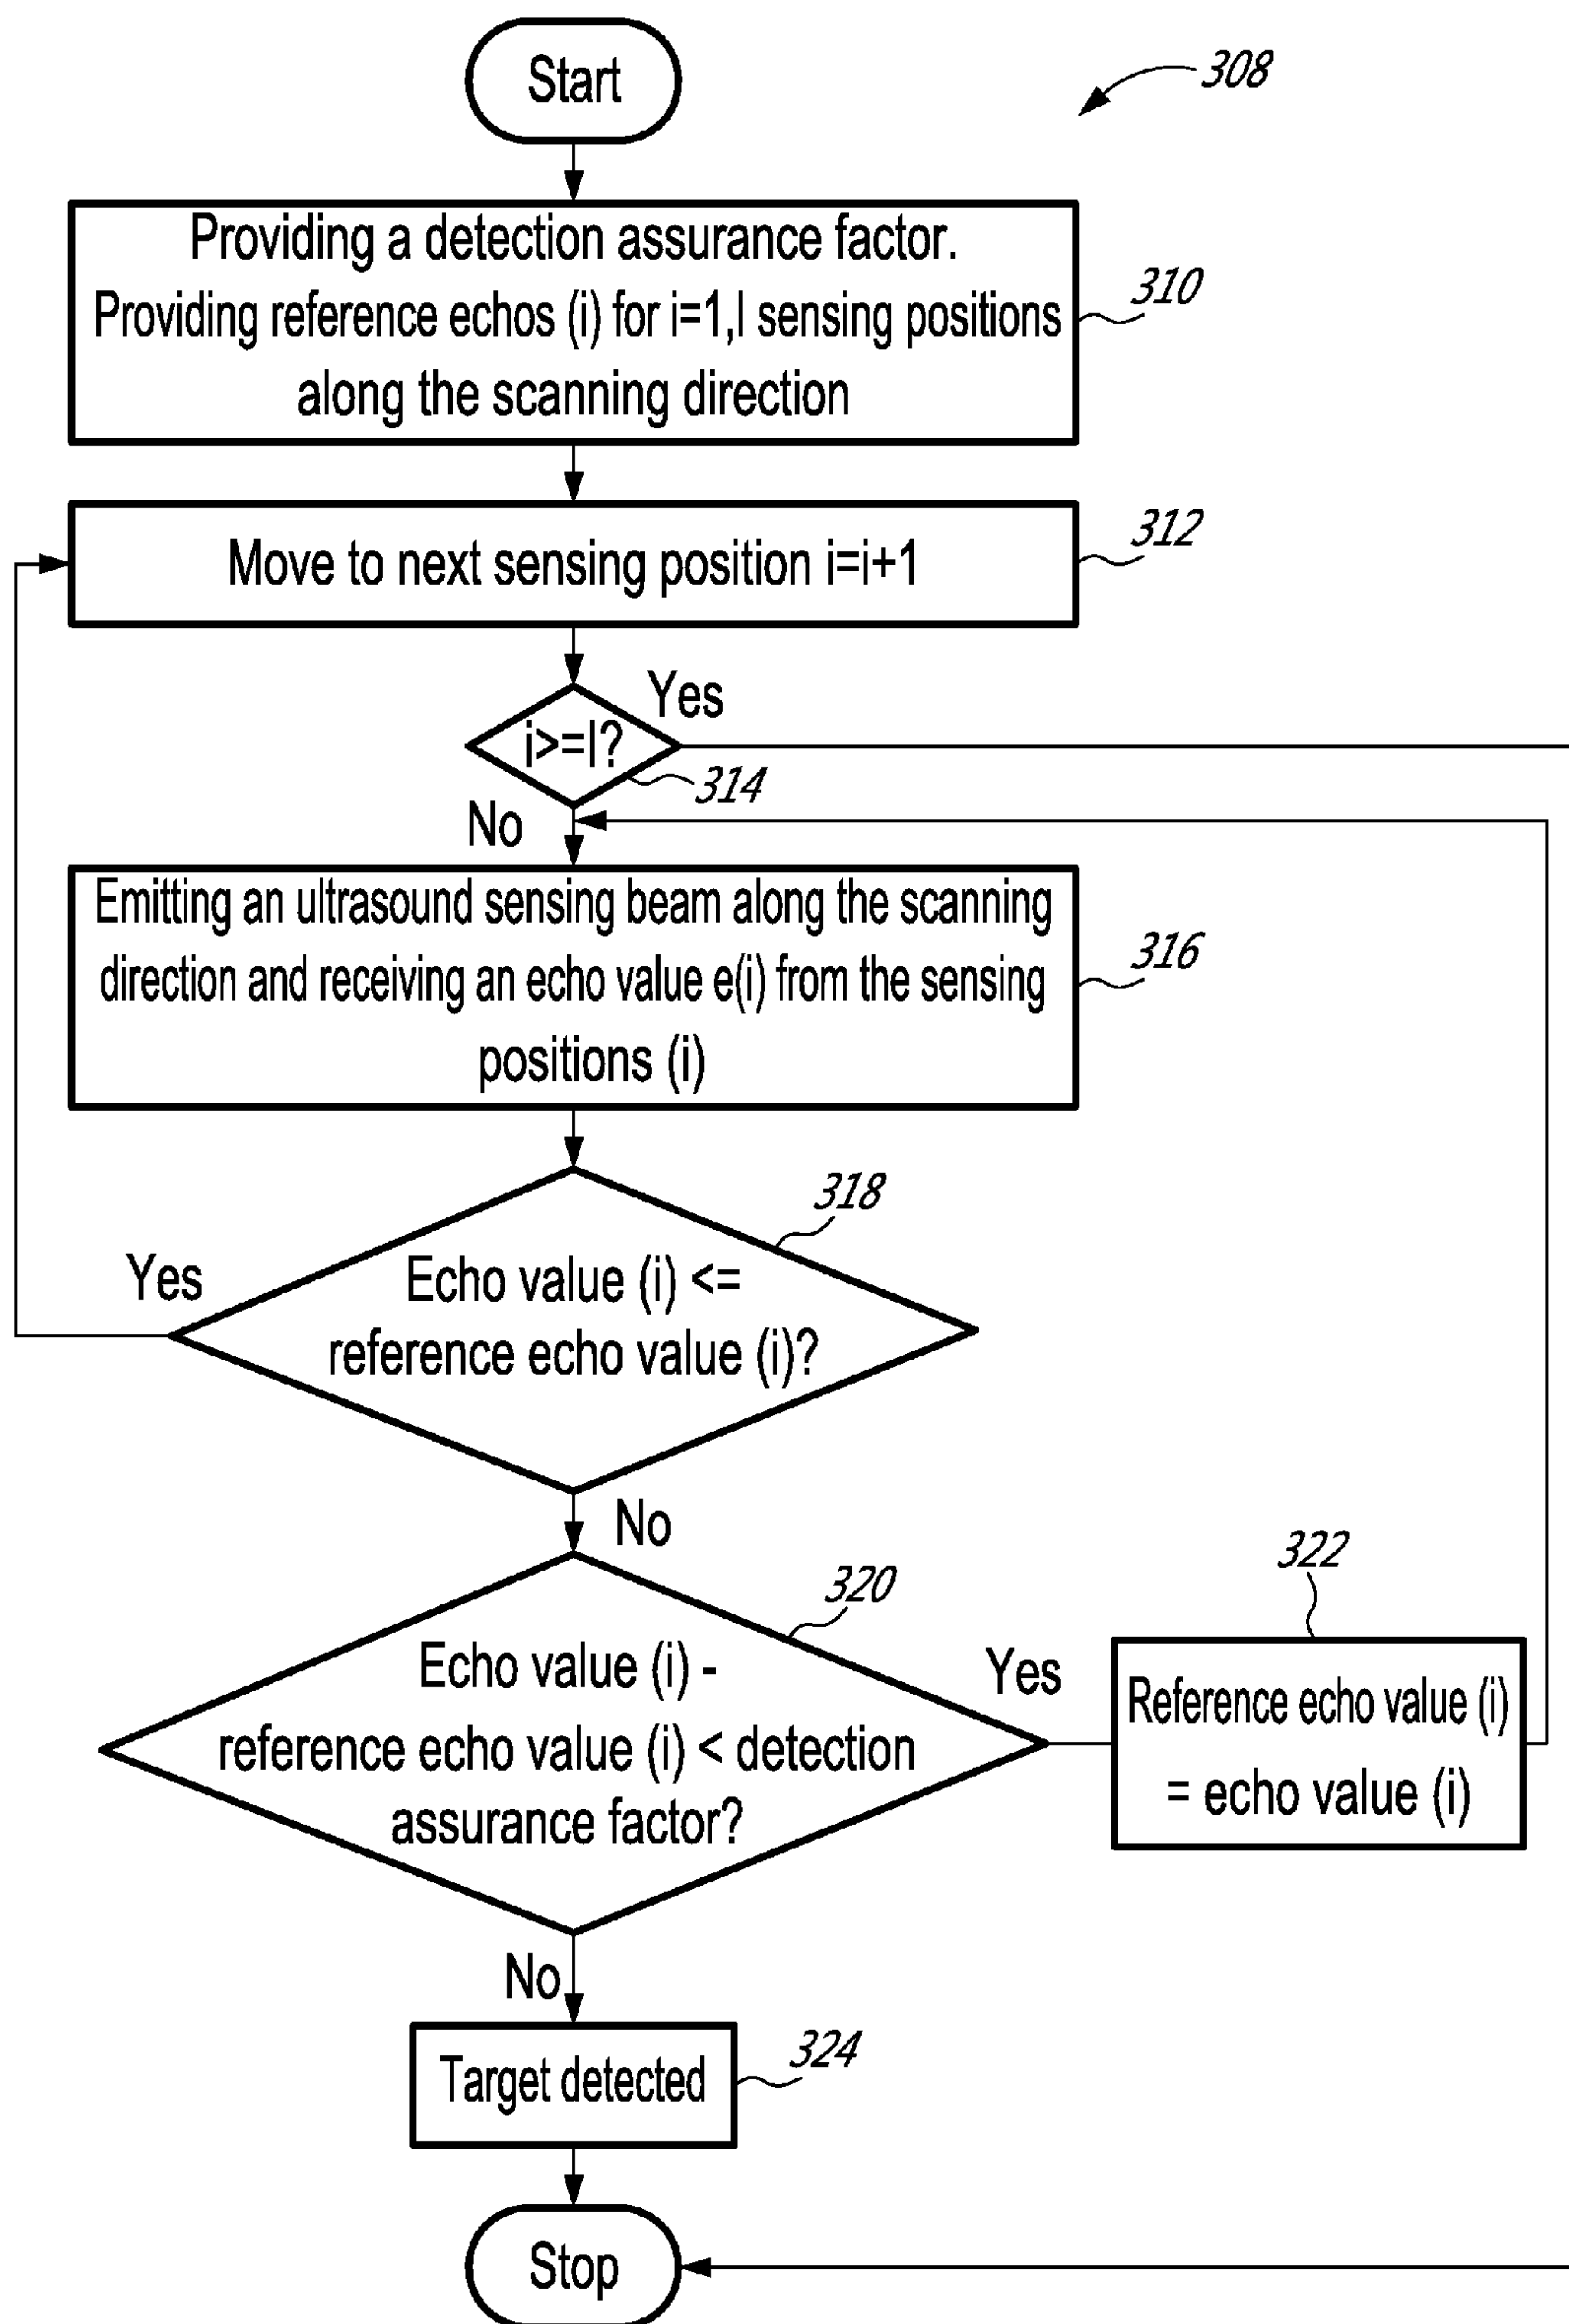 Start
308
Providing a detection assurance factor.
Providing reference echos (i) for i=1,I sensing positions
along the scanning direction
310
Move to next sensing position i=i+1
312
Yes
i>=I?
314
No
Emitting an ultrasound sensing beam along the scanning
direction and receiving an echo value e(i) from the sensing
positions (i)
316
318
Yes
Echo value (i) <=
reference echo value (i)?
No
320
322
Echo value (i) -
reference echo value (i) < detection
assurance factor?
Yes
Reference echo value (i)
= echo value (i)
No
Target detected
324
Stop